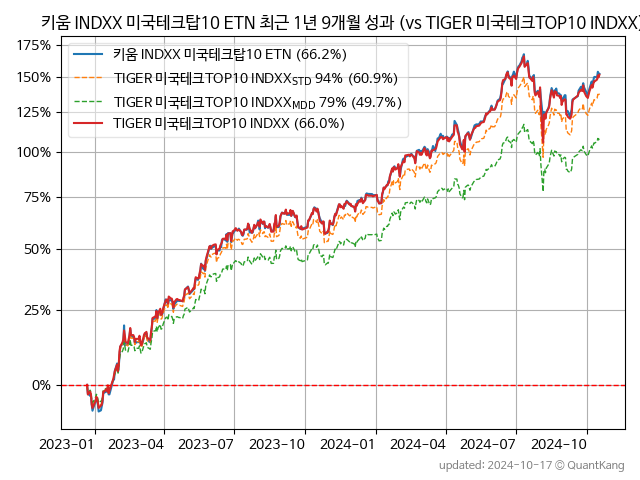 키움 INDXX 미국테크탑10 ETN 최근 1년 9개월 성과 (vs TIGER 미국테크TOP10 INDXX)
175%
150%
125%
100%
75%
50%
25%
0%
키움 INDXX 미국테크탑10 ETN (66.2%)
TIGER 미국테크TOP10 INDXXSTD 94% (60.9%)
TIGER 미국테크TOP10 INDXXMDD 79% (49.7%)
TIGER 미국테크TOP10 INDXX (66.0%)
2023-01 2023-04 2023-07 2023-10 2024-01 2024-04 2024-07 2024-10
updated: 2024-10-17 © QuantKang